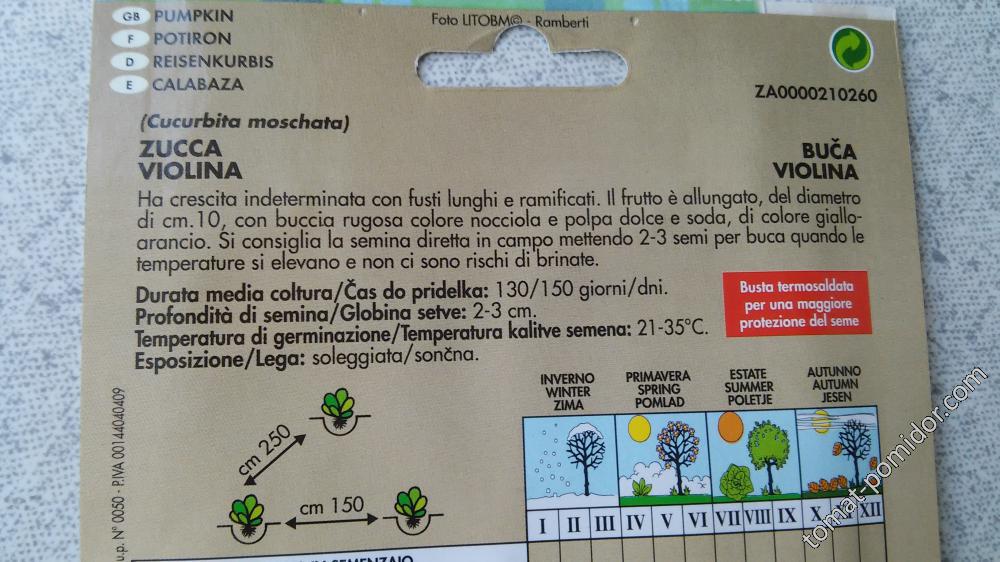 GB PUMPKIN
F POTIRON
D REISENKURBIS
E CALABAZA
Foto LITOBM© - Ramberti
ZA0000210260
(Cucurbita moschata)
ZUCCA
VIOLINA
BUČA
VIOLINA
Ha crescita indeterminata con fusti lunghi e ramificati. Il frutto è allungato, del diametro
di cm.10, con buccia rugosa colore nocciola e polpa dolce e soda, di colore giallo-
arancio. Si consiglia la semina diretta in campo mettendo 2-3 semi per buca quando le
temperature si elevano e non ci sono rischi di brinate.
Durata media coltura/Čas do pridelka: 130/150 giorni/dni.
Profondità di semina/Globina setve: 2-3 cm.
Temperatura di germinazione/Temperatura kalitve semena: 21-35°C.
Esposizione/Lega: soleggiata/sončna.
Busta termosaldata
per una maggiore
protezione del seme
INVERNO
WINTER
ZIMA
PRIMAVERA
SPRING
POMLAD
ESTATE
SUMMER
POLETJE
AUTUNNO
AUTUMN
JESEN
I II III IV V VI VII VIII IX X XII
cm 250
cm 150
u.p. N° 0050 - P.IVA 00144040409
SEMENZAIO
tomat-pomidor.com